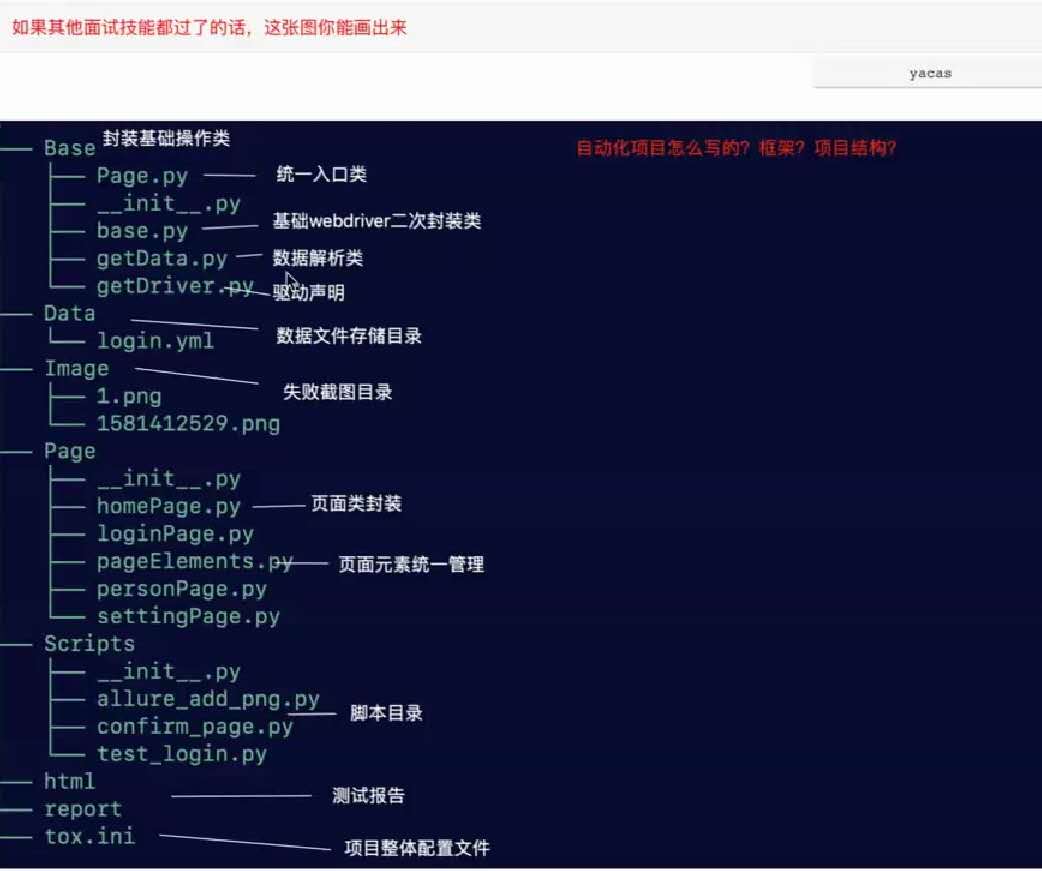 如果其他面试技能都过了的话，这张图你能画出来
yacas
Base 封装基础操作类
自动化项目怎么写的？框架？项目结构？
Page.py 统一入口类
__init__.py
base.py 基础webdriver二次封装类
getData.py 数据解析类
getDriver.py 驱动声明
Data
数据文件存储目录
login.yml
Image
失败截图目录
1.png
1581412529.png
Page
__init__.py
homePage.py 页面类封装
loginPage.py
pageElements.py 页面元素统一管理
personPage.py
settingPage.py
Scripts
__init__.py
allure_add_png.py
脚本目录
confirm_page.py
test_login.py
html
测试报告
report
tox.ini
项目整体配置文件